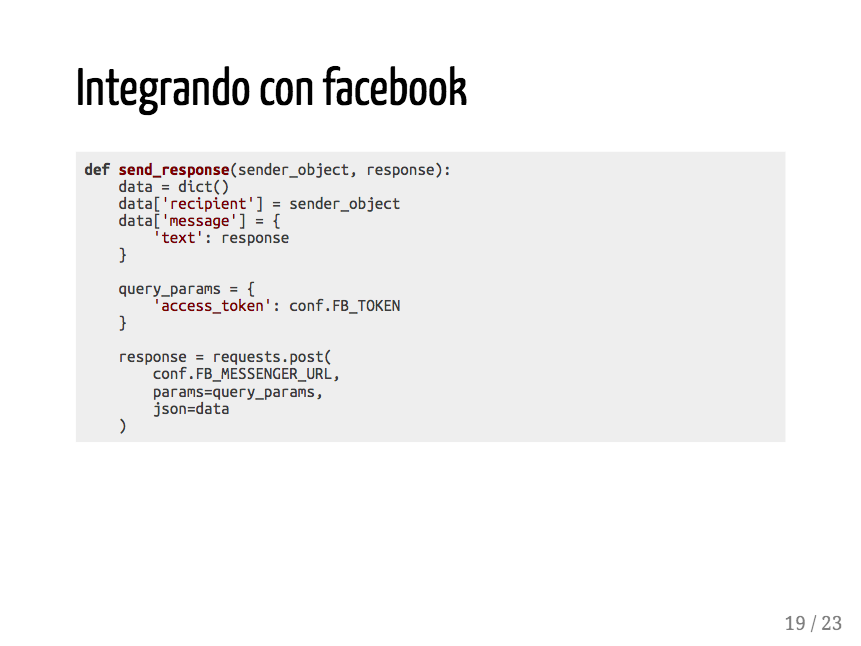 Integrando con facebook
def send_response(sender_object, response):
    data = dict()
    data['recipient'] = sender_object
    data['message'] = {
        'text': response
    }

    query_params = {
        'access_token': conf.FB_TOKEN
    }

    response = requests.post(
        conf.FB_MESSENGER_URL,
        params=query_params,
        json=data
    )
19 / 23